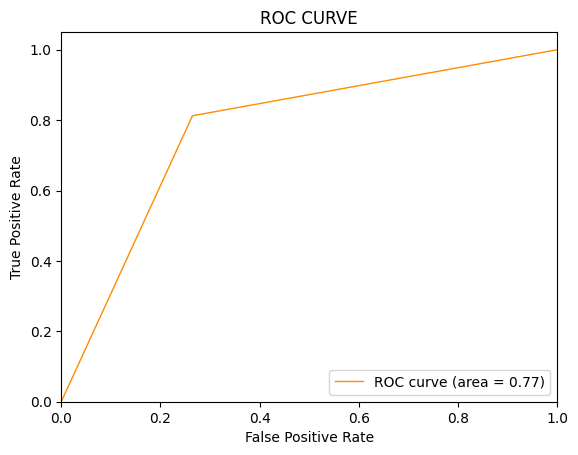 ROC CURVE
True Positive Rate
1.0
0.8
0.6
0.4
0.2
0.0
ROC curve (area = 0.77)
0.0 0.2 0.4 0.6 0.8 1.0
False Positive Rate